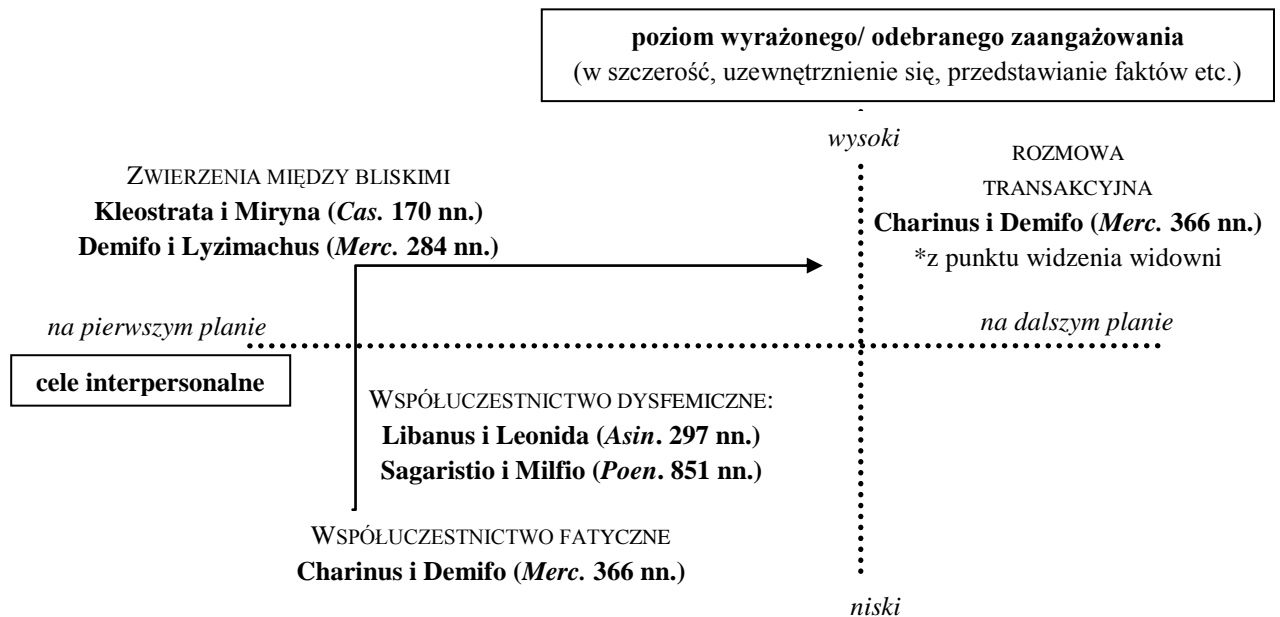 poziom wyrażonego/ odebranego zaangażowania
(w szczerość, uzewnętrznienie się, przedstawianie faktów etc.)
wysoki
ZWIERZENIA MIĘDZY BLISKIMI
Kleostrata i Miryna (Cas. 170 nn.)
Demifo i Lyzimachus (Merc. 284 nn.)
ROZMOWA
TRANSAKCYJNA
Charinus i Demifo (Merc. 366 nn.)
*z punktu widzenia widowni
na pierwszym planie
na dalszym planie
cele interpersonalne
WSPÓŁUCZESTNICTWO DYSFEMICZNE:
Libanus i Leonida (Asin. 297 nn.)
Sagaristio i Milfio (Poen. 851 nn.)
WSPÓŁUCZESTNICTWO FATYCZNE
Charinus i Demifo (Merc. 366 nn.)
niski